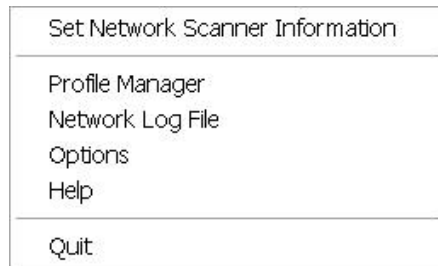 Set Network Scanner Information
Profile Manager
Network Log File
Options
Help
Quit